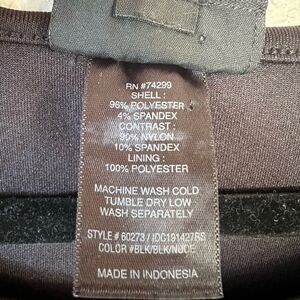 RN #74299
SHELL :
96% POLYESTER
4% SPANDEX
CONTRAST :
90% NYLON
10% SPANDEX
LINING :
100% POLYESTER
MACHINE WASH COLD
TUMBLE DRY LOW
WASH SEPARATELY
STYLE # 60273 / IDC191427RS
COLOR #BLK/BLK/NUDE
MADE IN INDONESIA